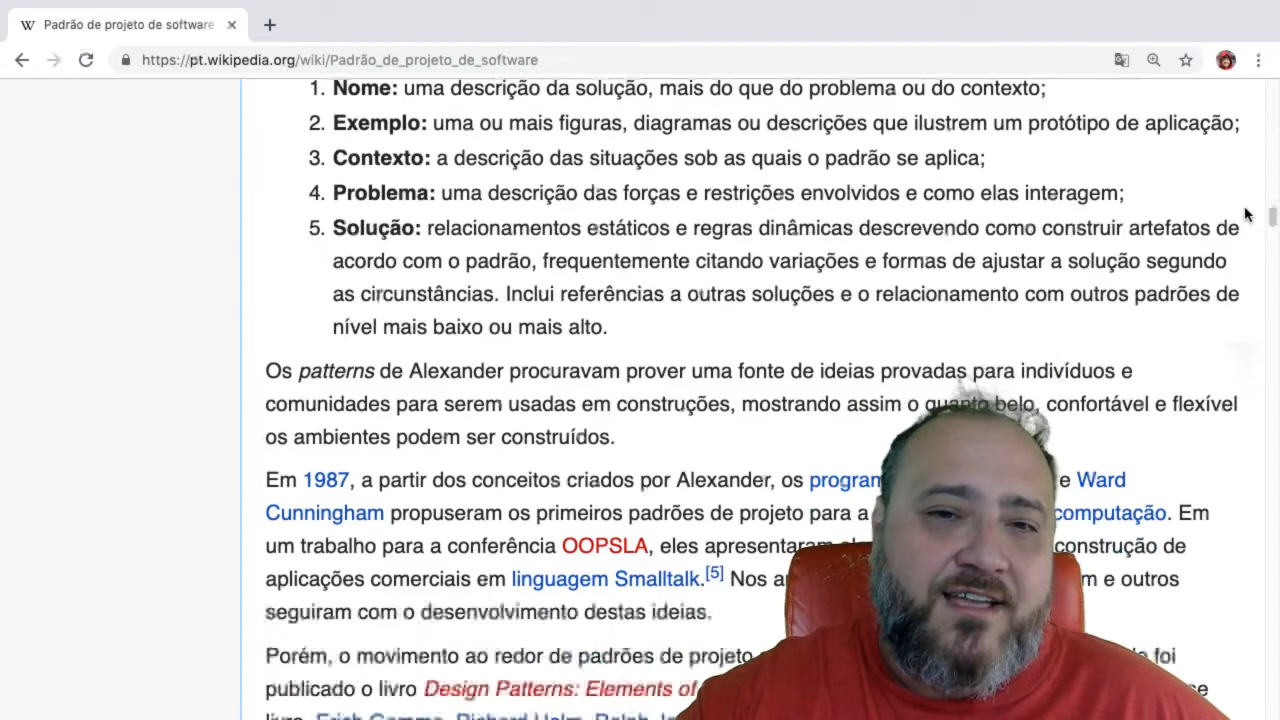 Padrão de projeto de software
https://pt.wikipedia.org/wiki/Padrão_de_projeto_de_software
1. Nome: uma descrição da solução, mais do que do problema ou do contexto;
2. Exemplo: uma ou mais figuras, diagramas ou descrições que ilustrem um protótipo de aplicação;
3. Contexto: a descrição das situações sob as quais o padrão se aplica;
4. Problema: uma descrição das forças e restrições envolvidos e como elas interagem;
5. Solução: relacionamentos estáticos e regras dinâmicas descrevendo como construir artefatos de
acordo com o padrão, frequentemente citando variações e formas de ajustar a solução segundo
as circunstâncias. Inclui referências a outras soluções e o relacionamento com outros padrões de
nível mais baixo ou mais alto.
Os patterns de Alexander procuravam prover uma fonte de ideias provadas para indivíduos e
comunidades para serem usadas em construções, mostrando assim o quanto belo, confortável e flexível
os ambientes podem ser construídos.
Em 1987, a partir dos conceitos criados por Alexander, os e Ward
Cunningham propuseram os primeiros padrões de projeto para a computação. Em
um trabalho para a conferência OOPSLA, eles construção de
aplicações comerciais em linguagem Smalltalk.[5] Nos e outros
seguiram com o desenvolvimento destas ideias.
Porém, o movimento ao redor de padrões de projeto foi
publicado o livro Design Patterns: Elements of
livro, Erich Gamma, Richard Helm, Ralph